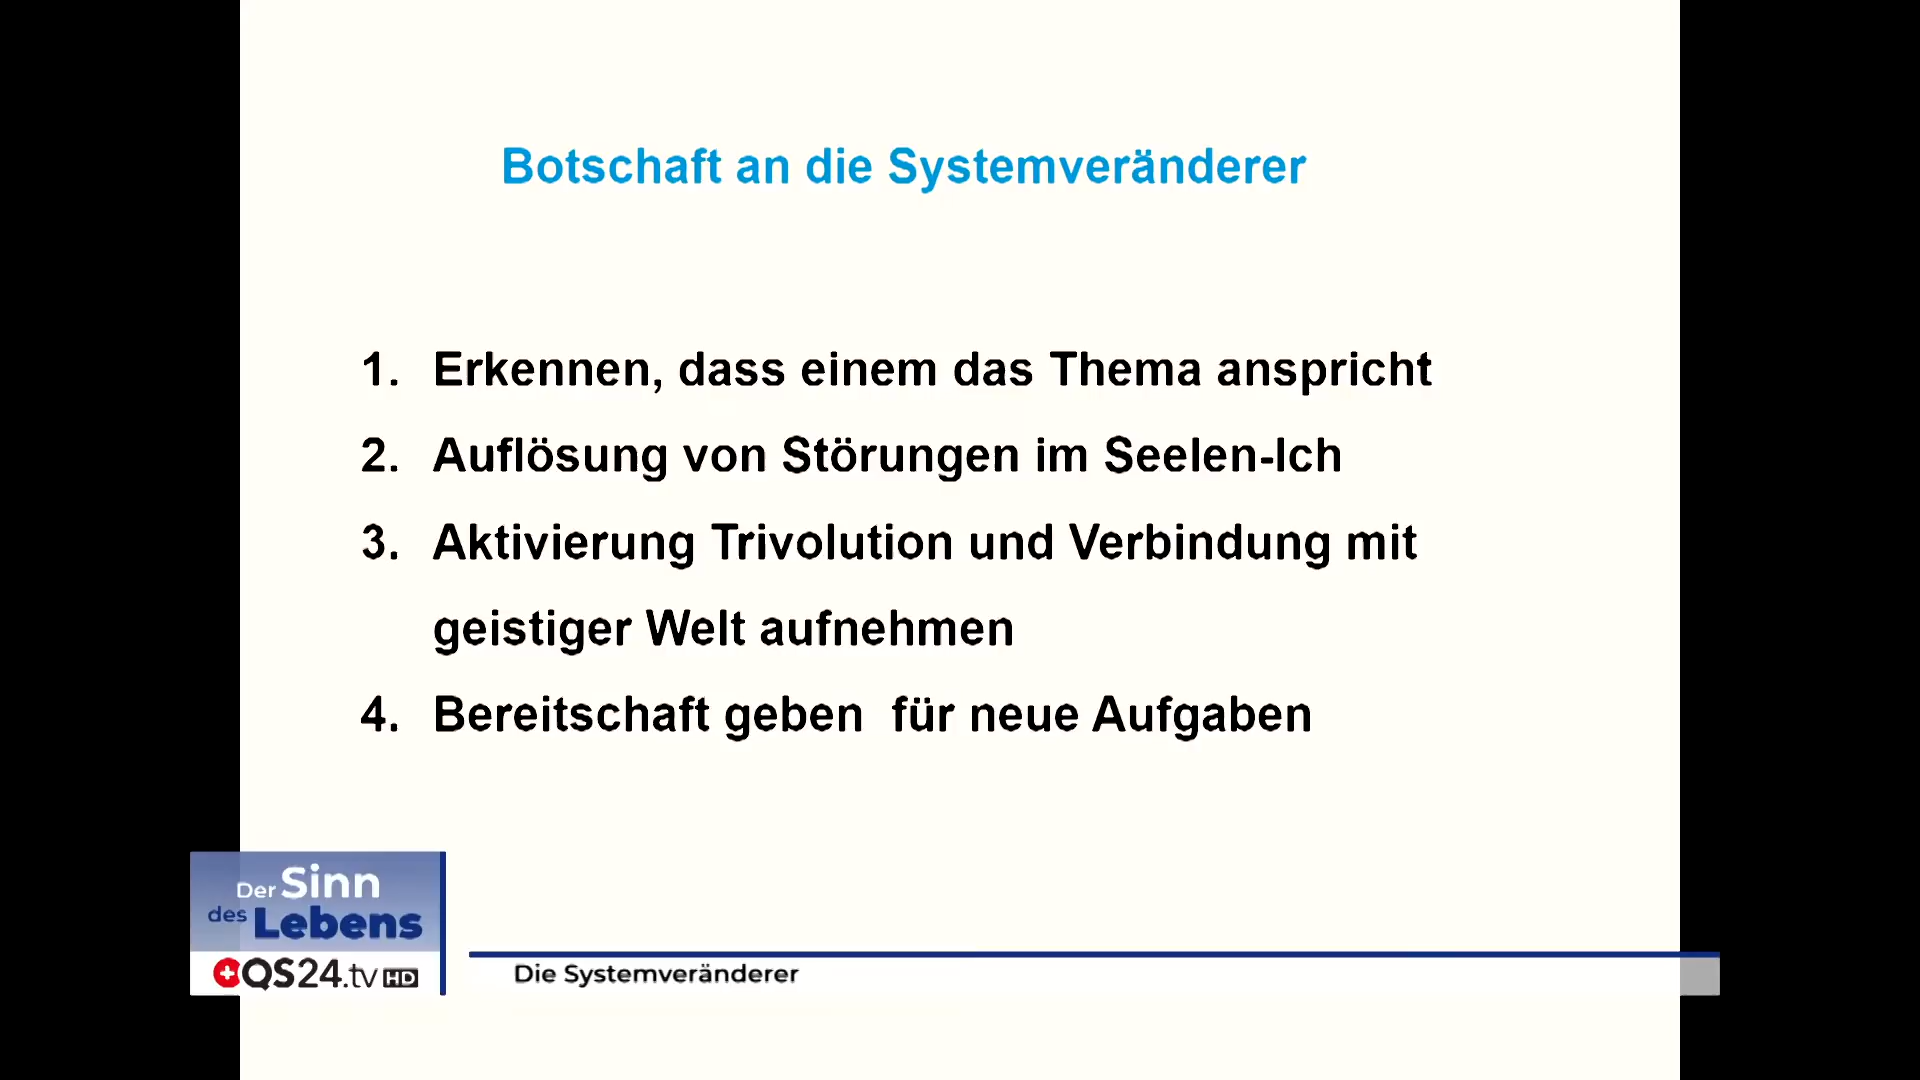 Botschaft an die Systemveränderer
1. Erkennen, dass einem das Thema anspricht
2. Auflösung von Störungen im Seelen-Ich
3. Aktivierung Trivolution und Verbindung mit
geistiger Welt aufnehmen
4. Bereitschaft geben  für neue Aufgaben
Der Sinn
des Lebens
QS24.tv HD
Die Systemveränderer